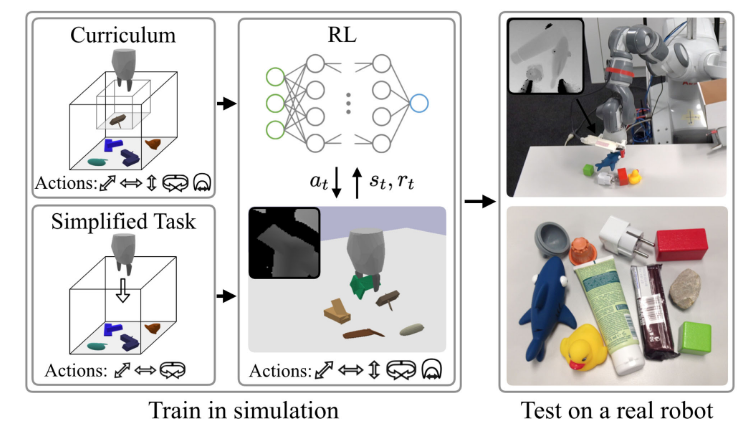 Curriculum
Actions:
Simplified Task
Actions:
RL
a_t
s_t, r_t
Actions:
Train in simulation
Test on a real robot